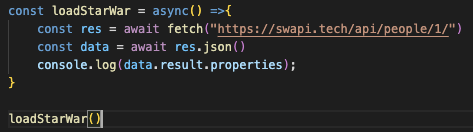 const loadStarWar = async() =>{
const res = await fetch("https://swapi.tech/api/people/1/")
const data = await res.json()
console.log(data.result.properties);
}
loadStarWar()